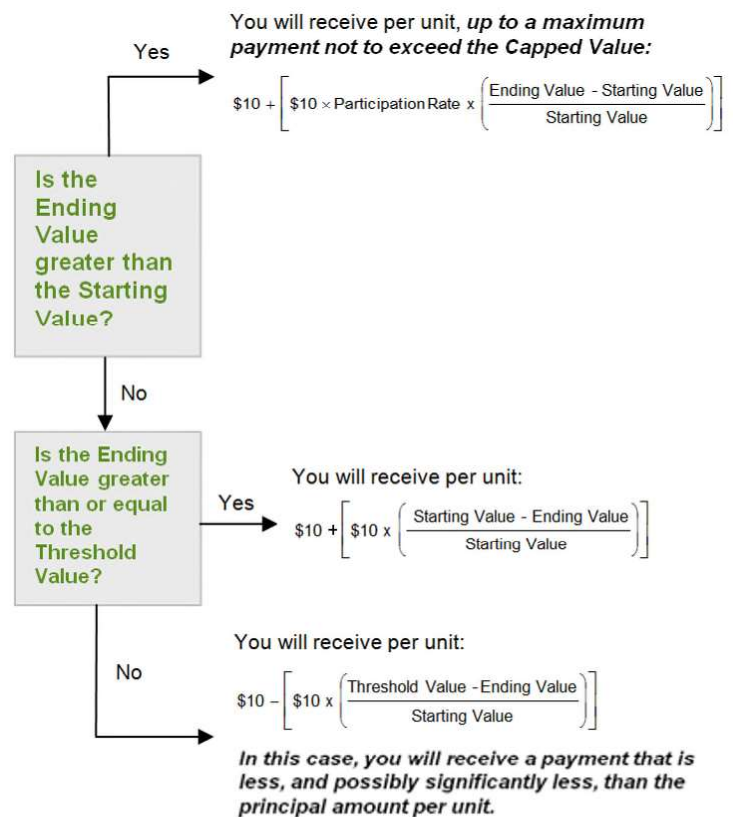 You will receive per unit, up to a maximum
payment not to exceed the Capped Value:
Yes
$10 + [ $10 × Participation Rate x ( Ending Value - Starting Value
Starting Value ) ]
Is the
Ending
Value
greater than
the Starting
Value?
No
Is the Ending
Value greater
than or equal
to the
Threshold
Value?
Yes
You will receive per unit:
$10 + [ $10 x ( Starting Value - Ending Value
Starting Value ) ]
No
You will receive per unit:
$10 – [ $10 x ( Threshold Value - Ending Value
Starting Value ) ]
In this case, you will receive a payment that is
less, and possibly significantly less, than the
principal amount per unit.